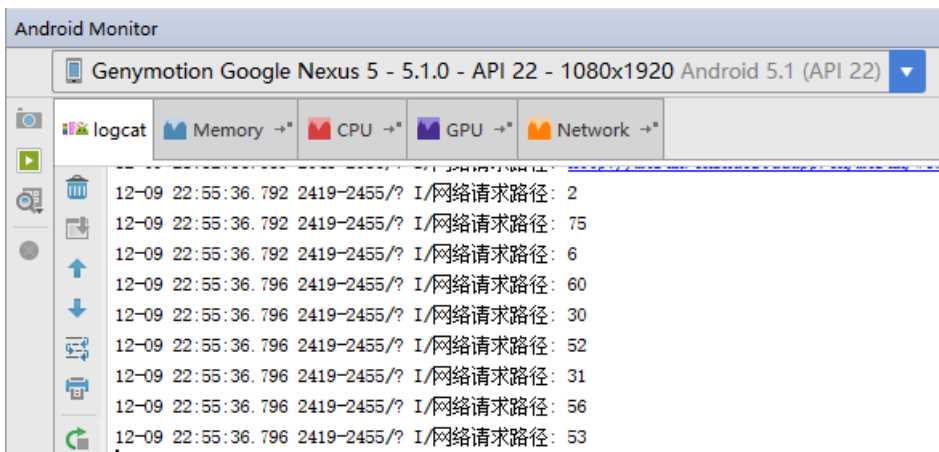 Android Monitor
Genymotion Google Nexus 5 - 5.1.0 - API 22 - 1080x1920 Android 5.1 (API 22)
logcat Memory CPU GPU Network
12-09 22:55:36.792 2419-2455/? I/网络请求路径: 2
12-09 22:55:36.792 2419-2455/? I/网络请求路径: 75
12-09 22:55:36.792 2419-2455/? I/网络请求路径: 6
12-09 22:55:36.796 2419-2455/? I/网络请求路径: 60
12-09 22:55:36.796 2419-2455/? I/网络请求路径: 30
12-09 22:55:36.796 2419-2455/? I/网络请求路径: 52
12-09 22:55:36.796 2419-2455/? I/网络请求路径: 31
12-09 22:55:36.796 2419-2455/? I/网络请求路径: 56
12-09 22:55:36.796 2419-2455/? I/网络请求路径: 53